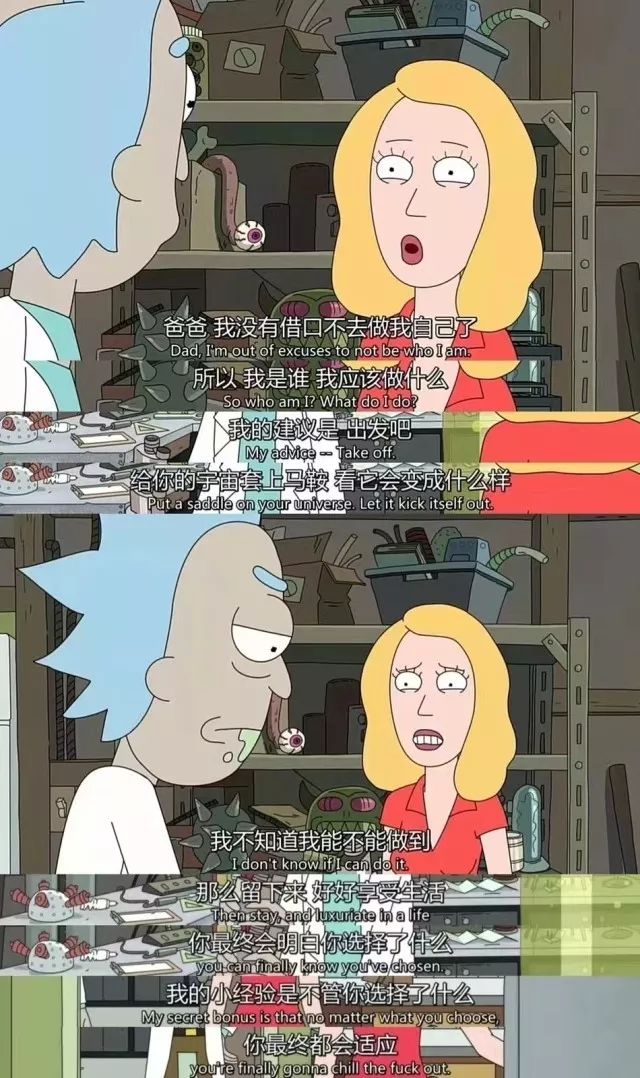 爸爸 我没有借口不去做我自己了
Dad, I'm out of excuses to not be who I am.
所以 我是谁 我应该做什么
So who am I? What do I do?
我的建议是 出发吧
My advice -- Take off.
给你的宇宙套上马鞍 看它会变成什么样
Put a saddle on your universe. Let it kick itself out.
我不知道我能不能做到
I don't know if I can do it.
那么留下来 好好享受生活
Then stay, and luxuriate in a life
你最终会明白你选择了什么
you can finally know you've chosen.
我的小经验是不管你选择了什么
My secret bonus is that no matter what you choose,
你最终都会适应
you're finally gonna chill the fuck out.